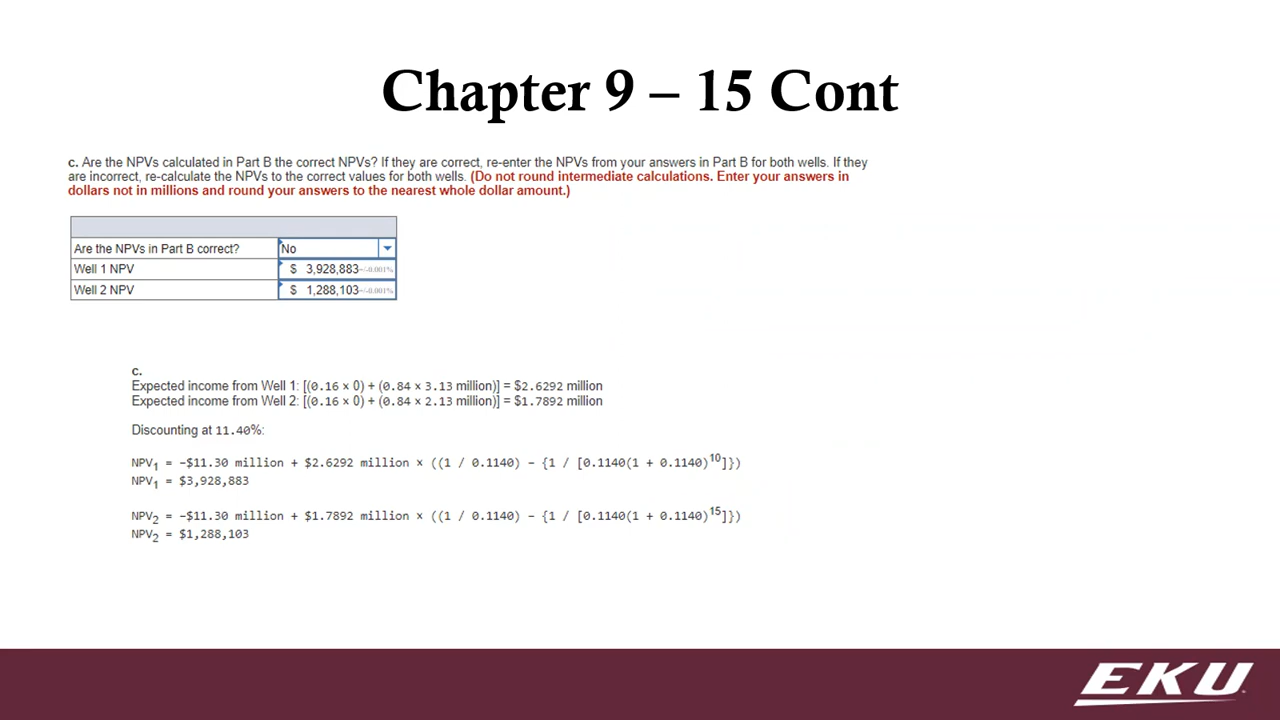 Chapter 9 – 15 Cont
c. Are the NPVs calculated in Part B the correct NPVs? If they are correct, re-enter the NPVs from your answers in Part B for both wells. If they
are incorrect, re-calculate the NPVs to the correct values for both wells. (Do not round intermediate calculations. Enter your answers in
dollars not in millions and round your answers to the nearest whole dollar amount.)
Are the NPVs in Part B correct? No
Well 1 NPV $ 3,928,883 +/-0.001%
Well 2 NPV $ 1,288,103 +/-0.001%
c.
Expected income from Well 1: [(0.16 × 0) + (0.84 × 3.13 million)] = $2.6292 million
Expected income from Well 2: [(0.16 × 0) + (0.84 × 2.13 million)] = $1.7892 million
Discounting at 11.40%:
NPV₁ = −$11.30 million + $2.6292 million × ((1 / 0.1140) − {1 / [0.1140(1 + 0.1140)¹⁰]})
NPV₁ = $3,928,883
NPV₂ = −$11.30 million + $1.7892 million × ((1 / 0.1140) − {1 / [0.1140(1 + 0.1140)¹⁵]})
NPV₂ = $1,288,103
EKU